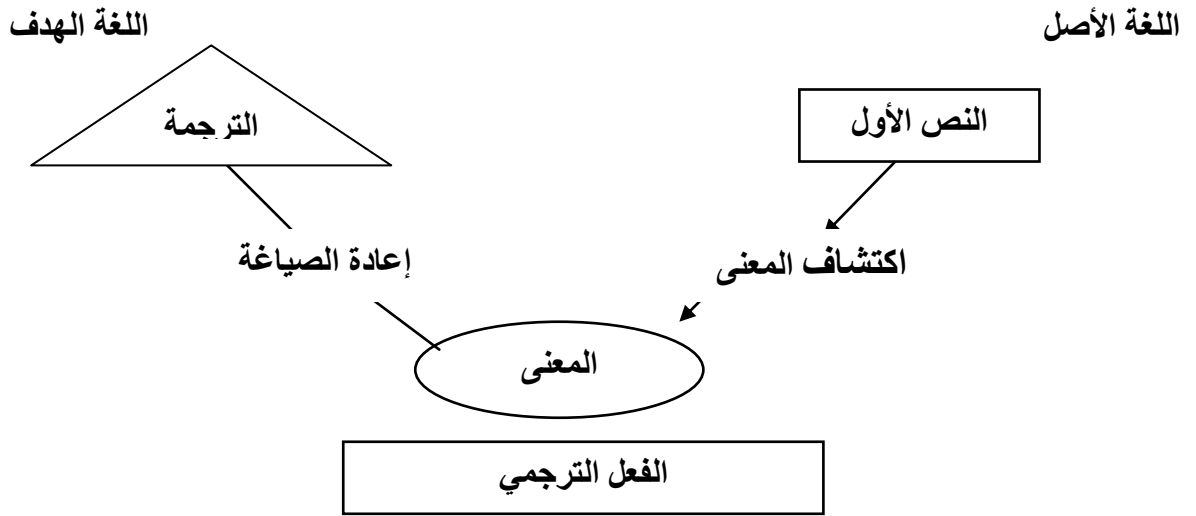 اللغة الأصل
اللغة الهدف
النص الأول
الترجمة
اكتشاف المعنى
إعادة الصياغة
المعنى
الفعل الترجمي